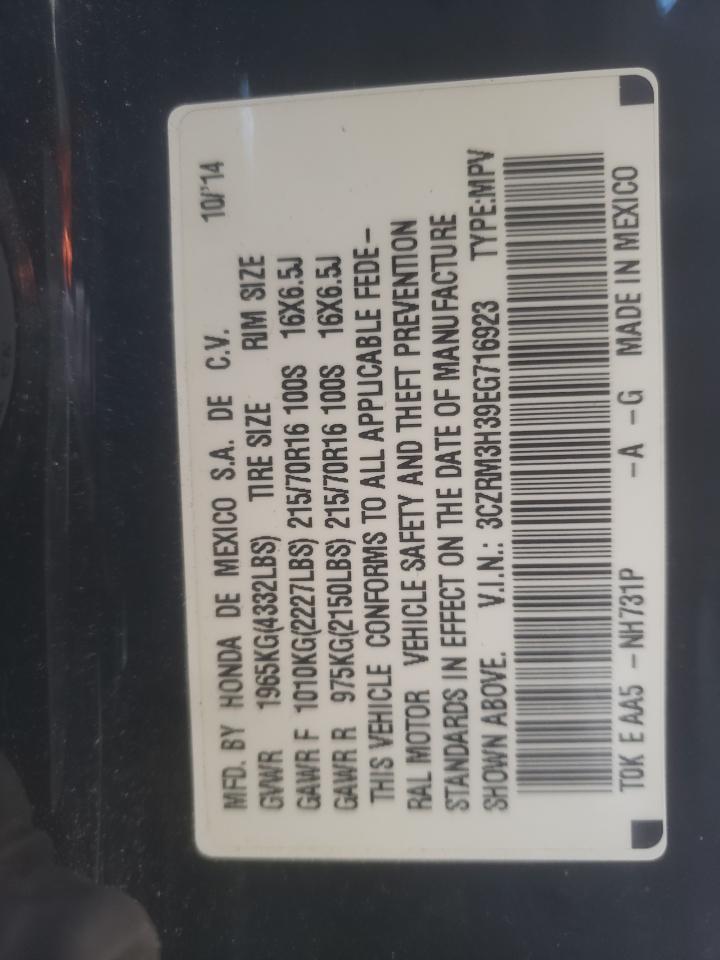 MFD. BY HONDA DE MEXICO S.A. DE C.V. 10/'14
GVWR 1965KG(4332LBS) TIRE SIZE RIM SIZE
GAWR F 1010KG(2227LBS) 215/70R16 100S 16X6.5J
GAWR R 975KG(2150LBS) 215/70R16 100S 16X6.5J
THIS VEHICLE CONFORMS TO ALL APPLICABLE FEDE-
RAL MOTOR VEHICLE SAFETY AND THEFT PREVENTION
STANDARDS IN EFFECT ON THE DATE OF MANUFACTURE
SHOWN ABOVE. V.I.N.: 3CZRM3H39EG716923 TYPE:MPV
T0K E AA5 -NH731P -A -G MADE IN MEXICO